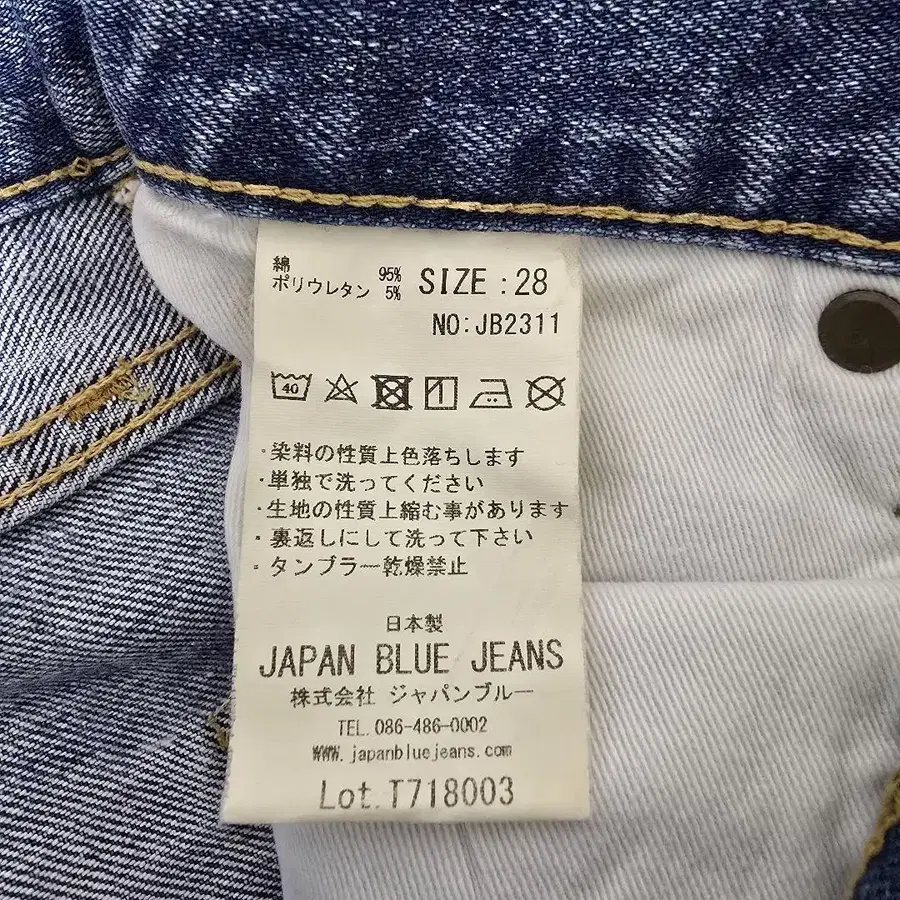 綿 95% SIZE : 28
ポリウレタン 5%
NO:JB2311
40
・染料の性質上色落ちします
・単独で洗ってください
・生地の性質上縮む事があります
・裏返しにして洗って下さい
・タンブラー乾燥禁止
日本製
JAPAN BLUE JEANS
株式会社 ジャパンブルー
TEL. 086-486-0002
WWW.japanbluejeans.com
Lot.T718003